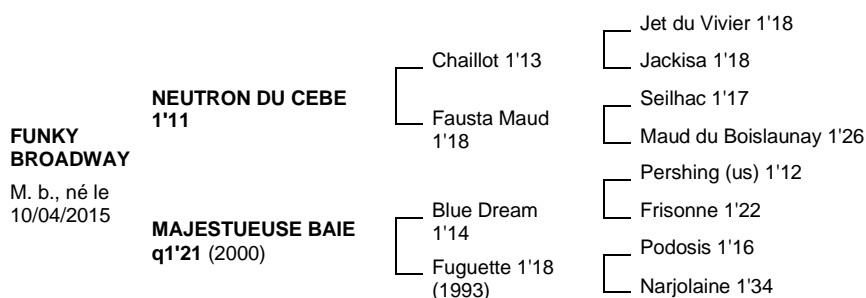 FUNKY
BROADWAY
M. b., né le
10/04/2015
NEUTRON DU CEBE
1'11
MAJESTUEUSE BAIE
q1'21 (2000)
Chaillot 1'13
Fausta Maud
1'18
Blue Dream
1'14
Fuguette 1'18
(1993)
Jet du Vivier 1'18
Jackisa 1'18
Seilhac 1'17
Maud du Boislaunay 1'26
Pershing (us) 1'12
Frisonne 1'22
Podosis 1'16
Narjolaine 1'34